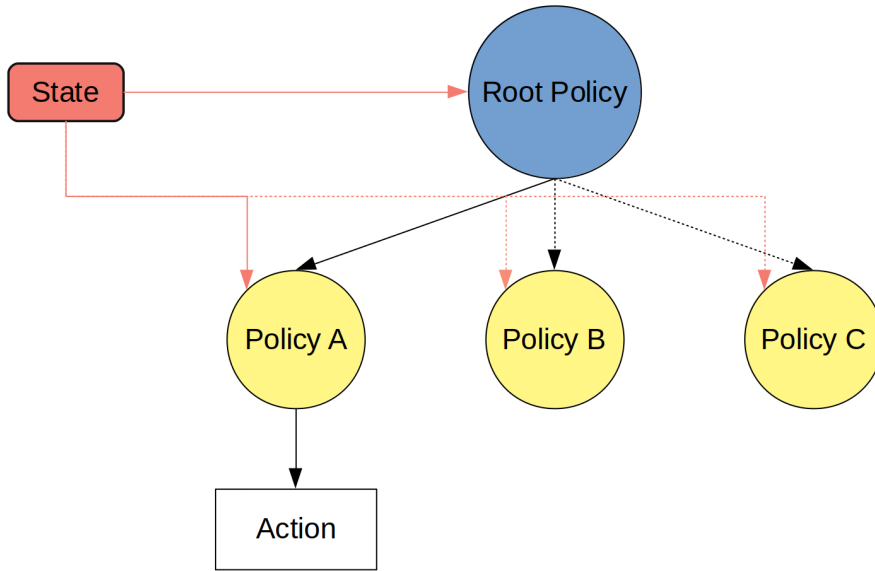 State
Root Policy
Policy A
Policy B
Policy C
Action